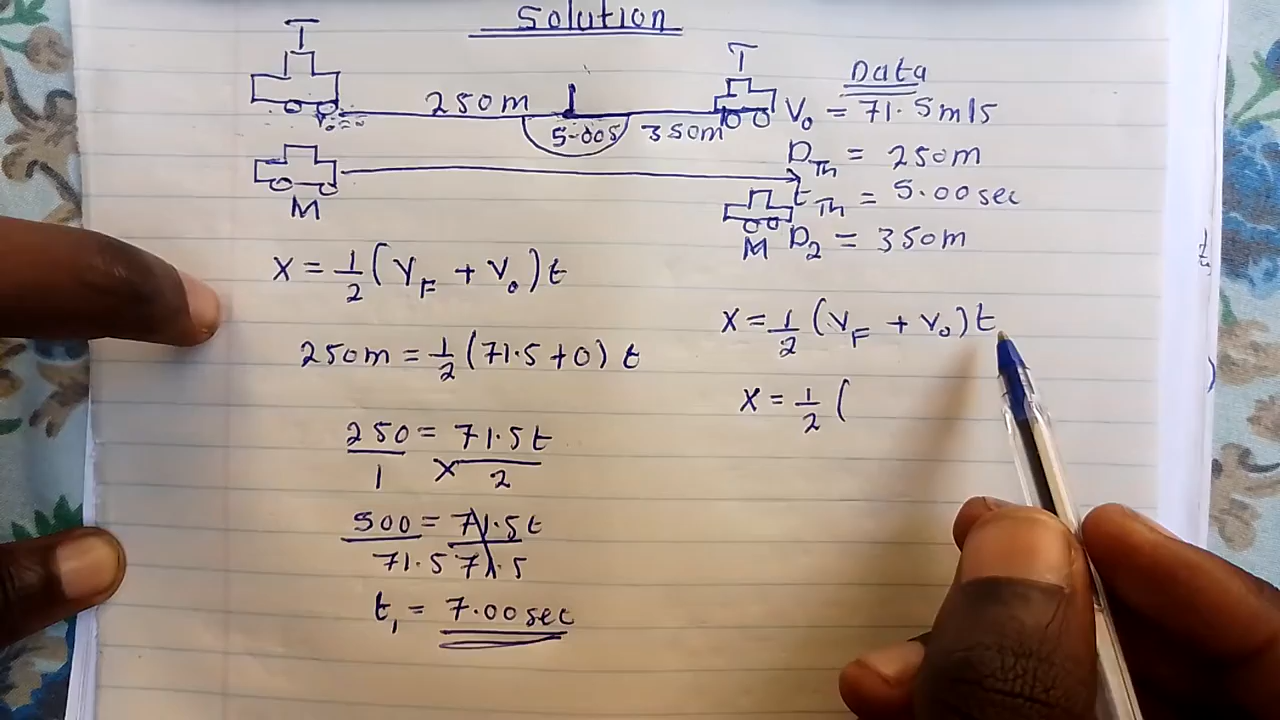 Solution
T
T
250m
5.00s
350m
M
M
Data
V₀ = 71.5m/s
D_Th = 250m
t_Th = 5.00sec
D₂ = 350m
X = 1/2 (V_F + V₀) t
250m = 1/2 (71.5+0) t
250/1 = 71.5t/2
X
500/71.5 = 71.5t/71.5
t₁ = 7.00sec
X = 1/2 (V_F + V₀) t
X = 1/2 (